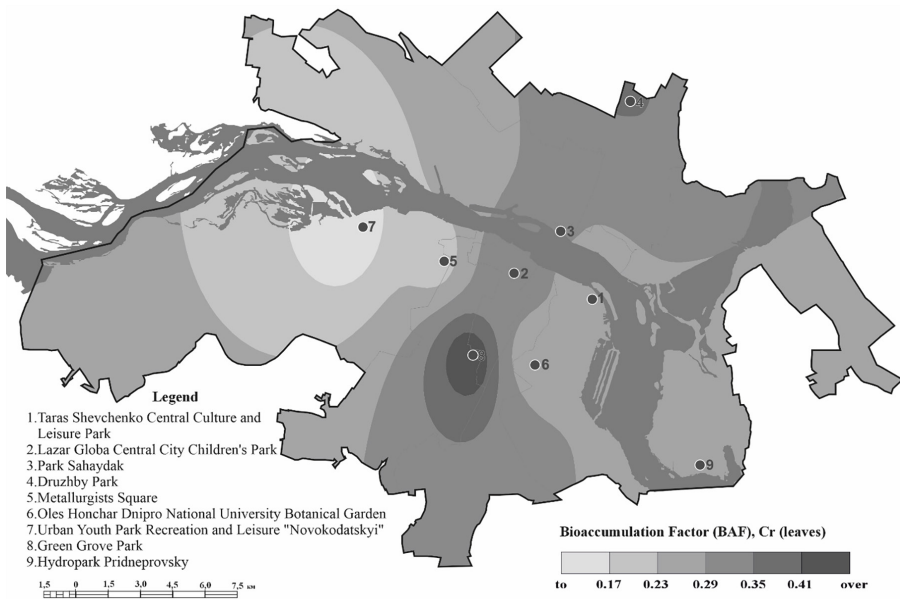 4
7
3
5
2
1
8
6
9
Legend
1.Taras Shevchenko Central Culture and
Leisure Park
2.Lazar Globa Central City Children's Park
3.Park Sahaydak
4.Druzhby Park
5.Metallurgists Square
6.Oles Honchar Dnipro National University Botanical Garden
7.Urban Youth Park Recreation and Leisure "Novokodatskyi"
8.Green Grove Park
9.Hydropark Pridneprovsky
1,5 0 1,5 3,0 4,5 6,0 7,5 км
Bioaccumulation Factor (BAF), Cr (leaves)
to 0.17 0.23 0.29 0.35 0.41 over